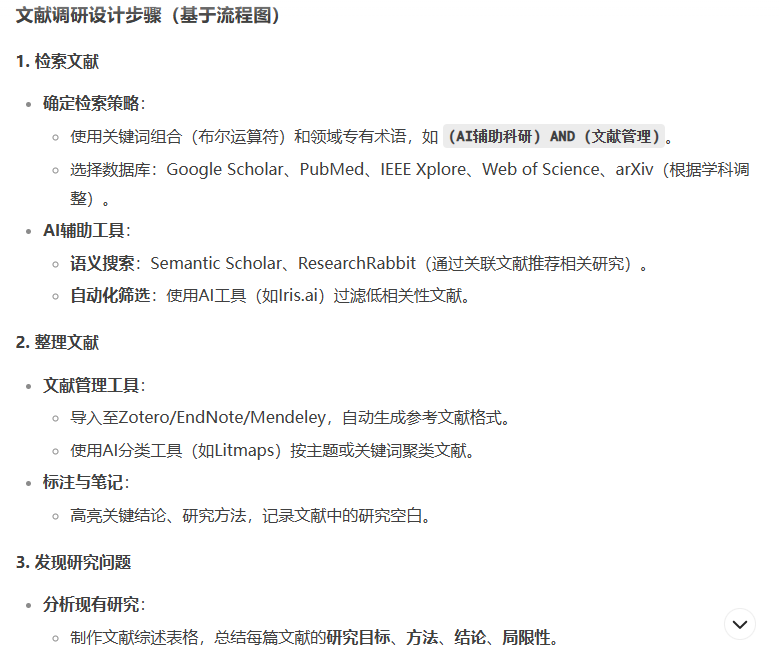 文献调研设计步骤（基于流程图）
1. 检索文献
确定检索策略：
使用关键词组合（布尔运算符）和领域专有术语，如 （AI辅助科研）AND（文献管理）。
选择数据库：Google Scholar、PubMed、IEEE Xplore、Web of Science、arXiv（根据学科调
整）。
AI辅助工具：
语义搜索：Semantic Scholar、ResearchRabbit（通过关联文献推荐相关研究）。
自动化筛选：使用AI工具（如Iris.ai）过滤低相关性文献。
2. 整理文献
文献管理工具：
导入至Zotero/EndNote/Mendeley，自动生成参考文献格式。
使用AI分类工具（如Litmaps）按主题或关键词聚类文献。
标注与笔记：
高亮关键结论、研究方法，记录文献中的研究空白。
3. 发现研究问题
分析现有研究：
制作文献综述表格，总结每篇文献的研究目标、方法、结论、局限性。